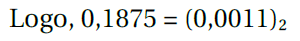 Logo, 0,1875 = (0,0011)₂